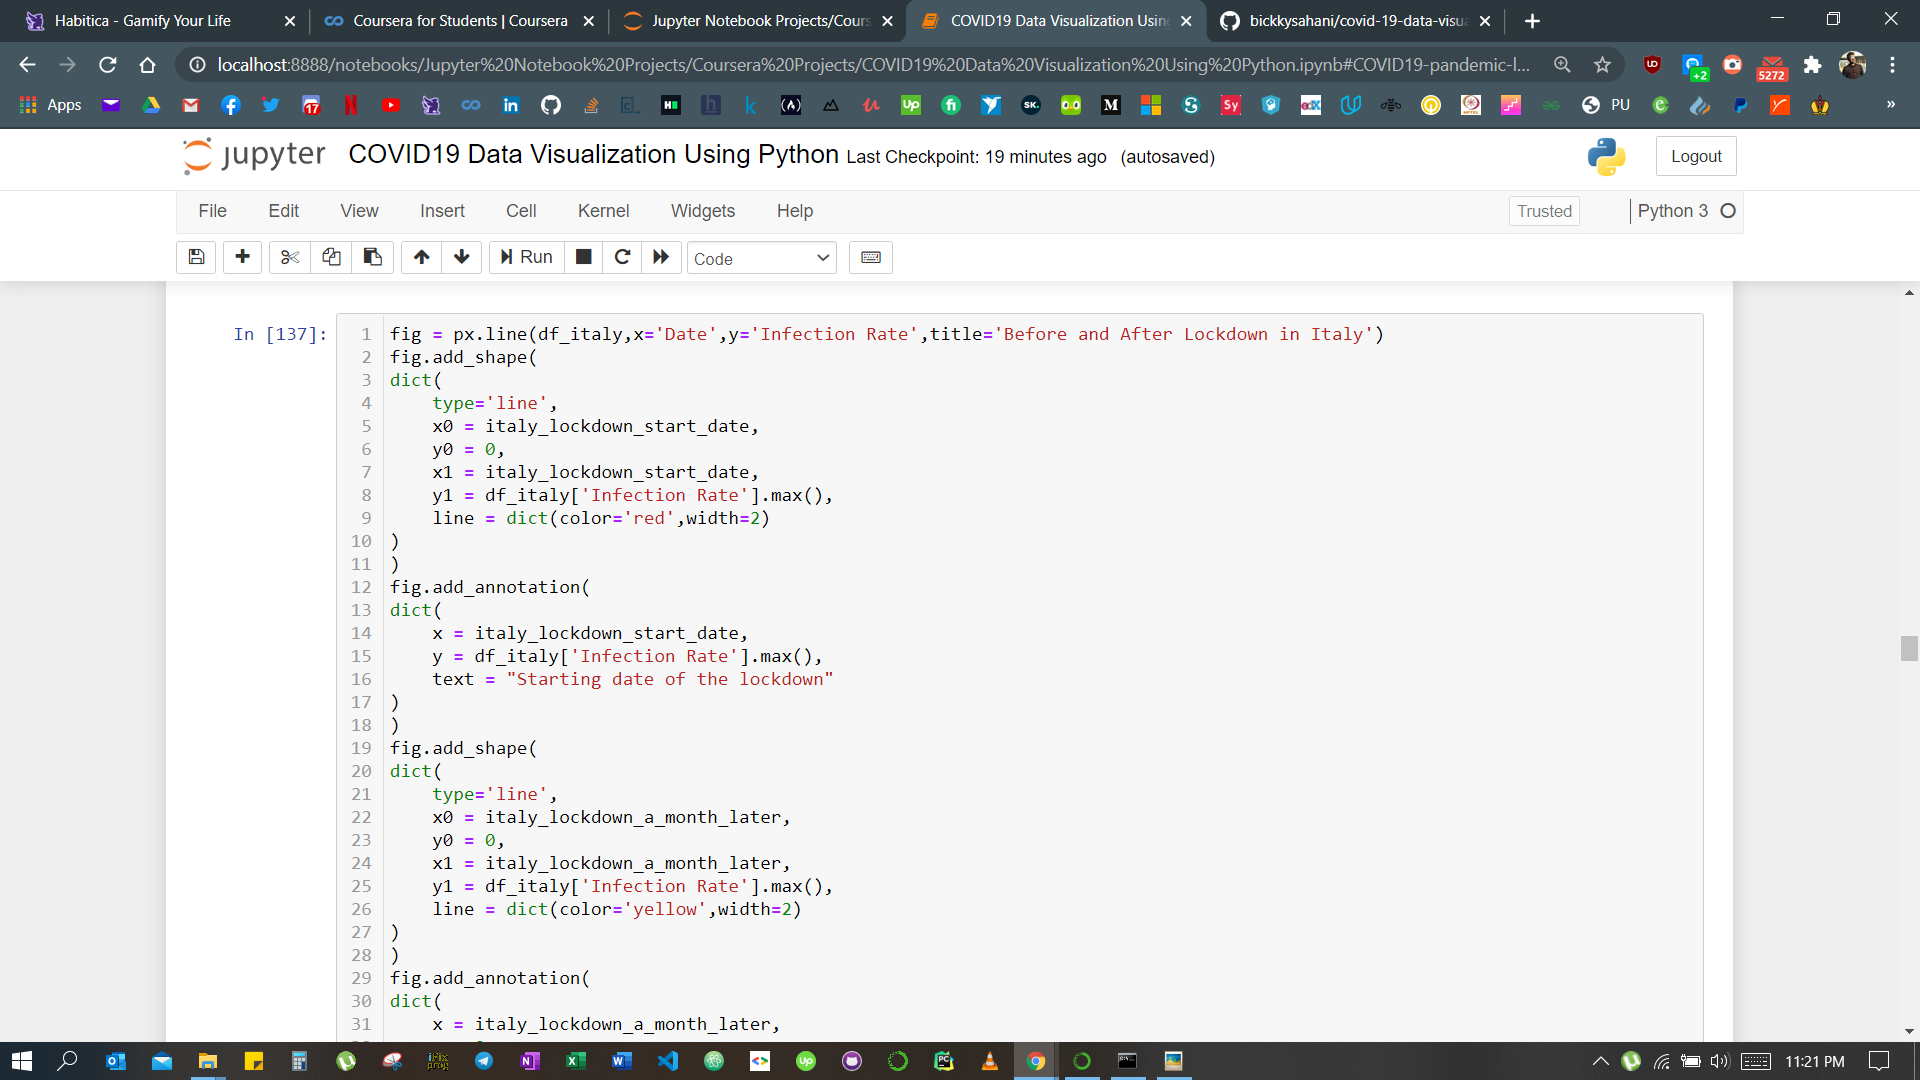 Habitica - Gamify Your Life
Coursera for Students | Coursera
Jupyter Notebook Projects/Cours
COVID19 Data Visualization Usin
bickkysahani/covid-19-data-visua
localhost:8888/notebooks/Jupyter%20Notebook%20Projects/Coursera%20Projects/COVID19%20Data%20Visualization%20Using%20Python.ipynb#COVID19-pandemic-l...
+2
5272
Apps
17
PU
»
jupyter COVID19 Data Visualization Using Python Last Checkpoint: 19 minutes ago (autosaved)
Logout
File Edit View Insert Cell Kernel Widgets Help
Trusted
Python 3
Run
Code
In [137]:
1 fig = px.line(df_italy,x='Date',y='Infection Rate',title='Before and After Lockdown in Italy')
2 fig.add_shape(
3 dict(
4 type='line',
5 x0 = italy_lockdown_start_date,
6 y0 = 0,
7 x1 = italy_lockdown_start_date,
8 y1 = df_italy['Infection Rate'].max(),
9 line = dict(color='red',width=2)
10 )
11 )
12 fig.add_annotation(
13 dict(
14 x = italy_lockdown_start_date,
15 y = df_italy['Infection Rate'].max(),
16 text = "Starting date of the lockdown"
17 )
18 )
19 fig.add_shape(
20 dict(
21 type='line',
22 x0 = italy_lockdown_a_month_later,
23 y0 = 0,
24 x1 = italy_lockdown_a_month_later,
25 y1 = df_italy['Infection Rate'].max(),
26 line = dict(color='yellow',width=2)
27 )
28 )
29 fig.add_annotation(
30 dict(
31 x = italy_lockdown_a_month_later,
11:21 PM